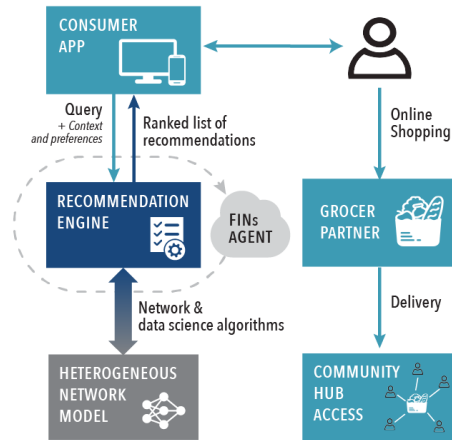 CONSUMER
APP
Query
+ Context
and preferences
Ranked list of
recommendations
Online
Shopping
RECOMMENDATION
ENGINE
FINs
AGENT
GROCER
PARTNER
Network &
data science algorithms
Delivery
HETEROGENEOUS
NETWORK
MODEL
COMMUNITY
HUB
ACCESS